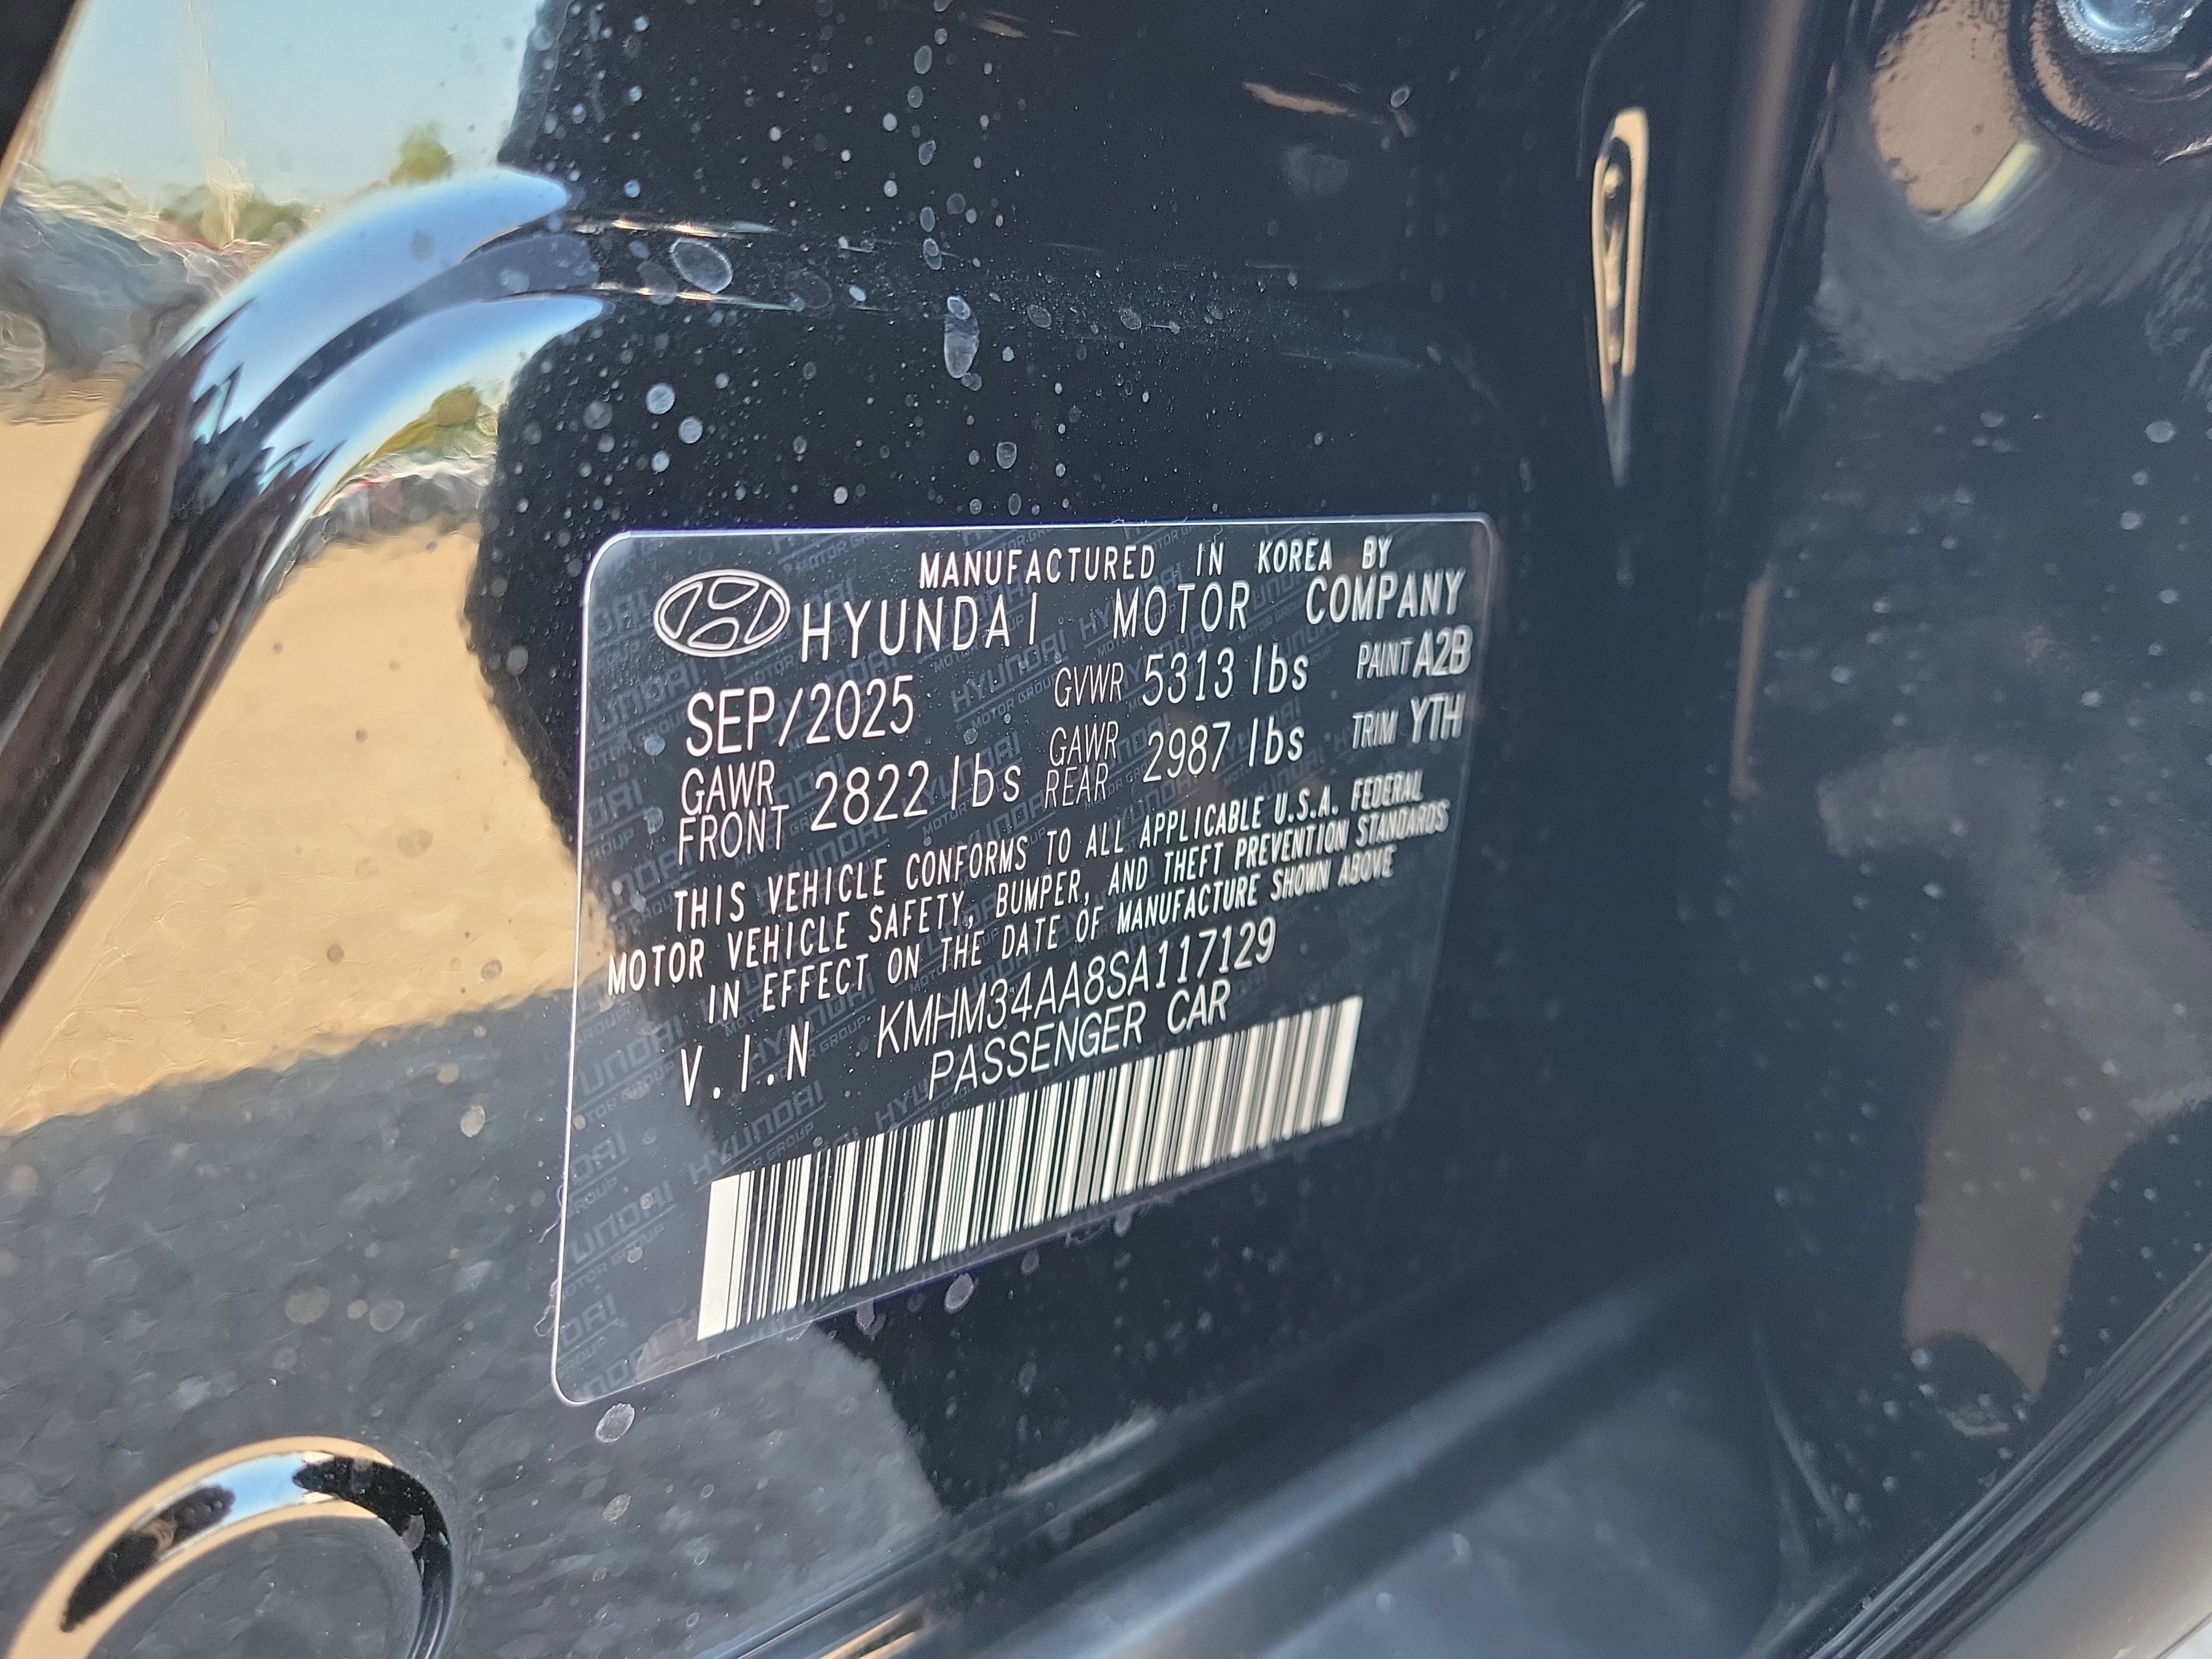 MANUFACTURED IN KOREA BY
HYUNDAI MOTOR COMPANY
SEP/2025 GVWR 5313 lbs PAINT A2B
GAWR FRONT 2822 lbs GAWR REAR 2987 lbs TRIM YTH
THIS VEHICLE CONFORMS TO ALL APPLICABLE U.S.A. FEDERAL
MOTOR VEHICLE SAFETY, BUMPER, AND THEFT PREVENTION STANDARDS
IN EFFECT ON THE DATE OF MANUFACTURE SHOWN ABOVE
V.I.N KMHM34AA8SA117129
PASSENGER CAR